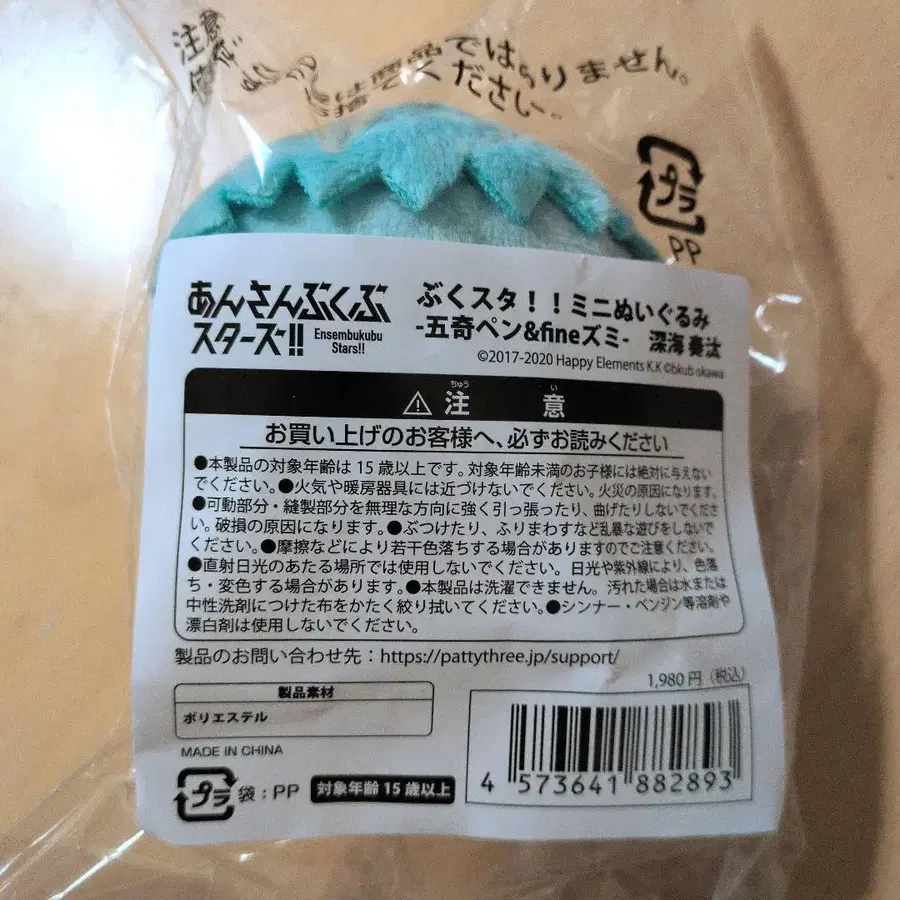 注意
は商品ではありません。
捨てください。
プラ
PP
あんさんぶくぶ
スターズ!!
Ensembukubu
Stars!!
ぶくスタ！！ミニぬいぐるみ
-五奇ペン&fineズミ- 深海 奏汰
©2017-2020 Happy Elements K.K ©bkub okawa
ちゅう い
⚠ 注 意
お買い上げのお客様へ、必ずお読みください
●本製品の対象年齢は 15 歳以上です。対象年齢未満のお子様には絶対に与えない
でください。●火気や暖房器具には近づけないでください。火災の原因になります。
●可動部分・縫製部分を無理な方向に強く引っ張ったり、曲げたりしないでくださ
い。破損の原因になります。●ぶつけたり、ふりまわすなど乱暴な遊びをしないで
ください。●摩擦などにより若干色落ちする場合がありますのでご注意ください。
●直射日光のあたる場所では使用しないでください。日光や紫外線により、色落
ち・変色する場合があります。●本製品は洗濯できません。汚れた場合は水または
中性洗剤につけた布をかたく絞り拭いてください。●シンナー・ベンジン等溶剤や
漂白剤は使用しないでください。
製品のお問い合わせ先：https://pattythree.jp/support/
1,980 円（税込）
製品素材
ポリエステル
MADE IN CHINA
プラ 袋：PP
対象年齢 15 歳以上
4 573641 882893